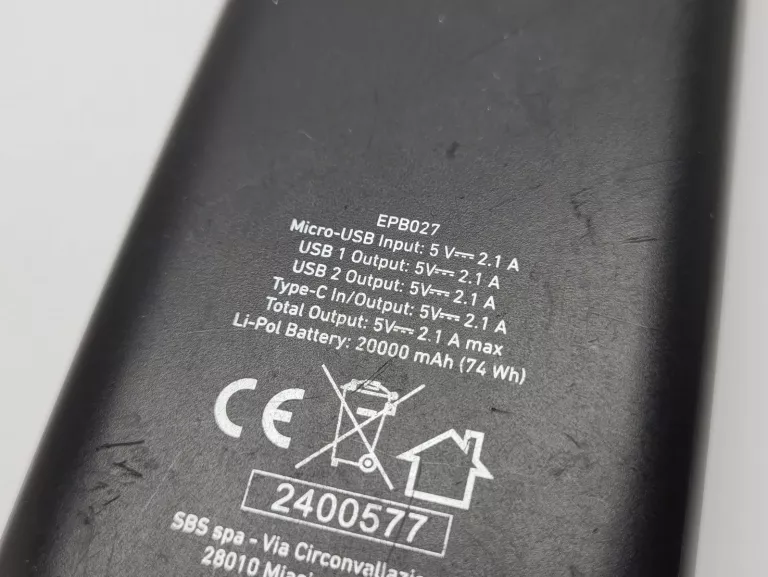 EPB027
Micro-USB Input: 5 V⎓ 2.1 A
USB 1 Output: 5V⎓ 2.1 A
USB 2 Output: 5V⎓ 2.1 A
Type-C In/Output: 5V⎓ 2.1 A
Total Output: 5V⎓ 2.1 A max
Li-Pol Battery: 20000 mAh (74 Wh)
CE
2400577
SBS spa - Via Circonvallazio
28010